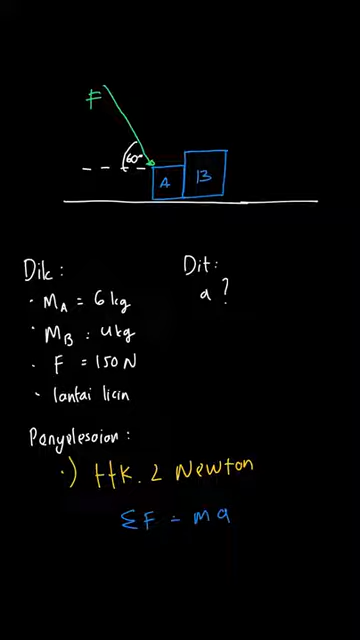 F
60°
A
B
Dik :
Dit :
• MA = 6 kg
a ?
• MB = 4 kg
• F = 150 N
• lantai licin
Penyelesaian :
•) HK. 2 Newton
ΣF = m a